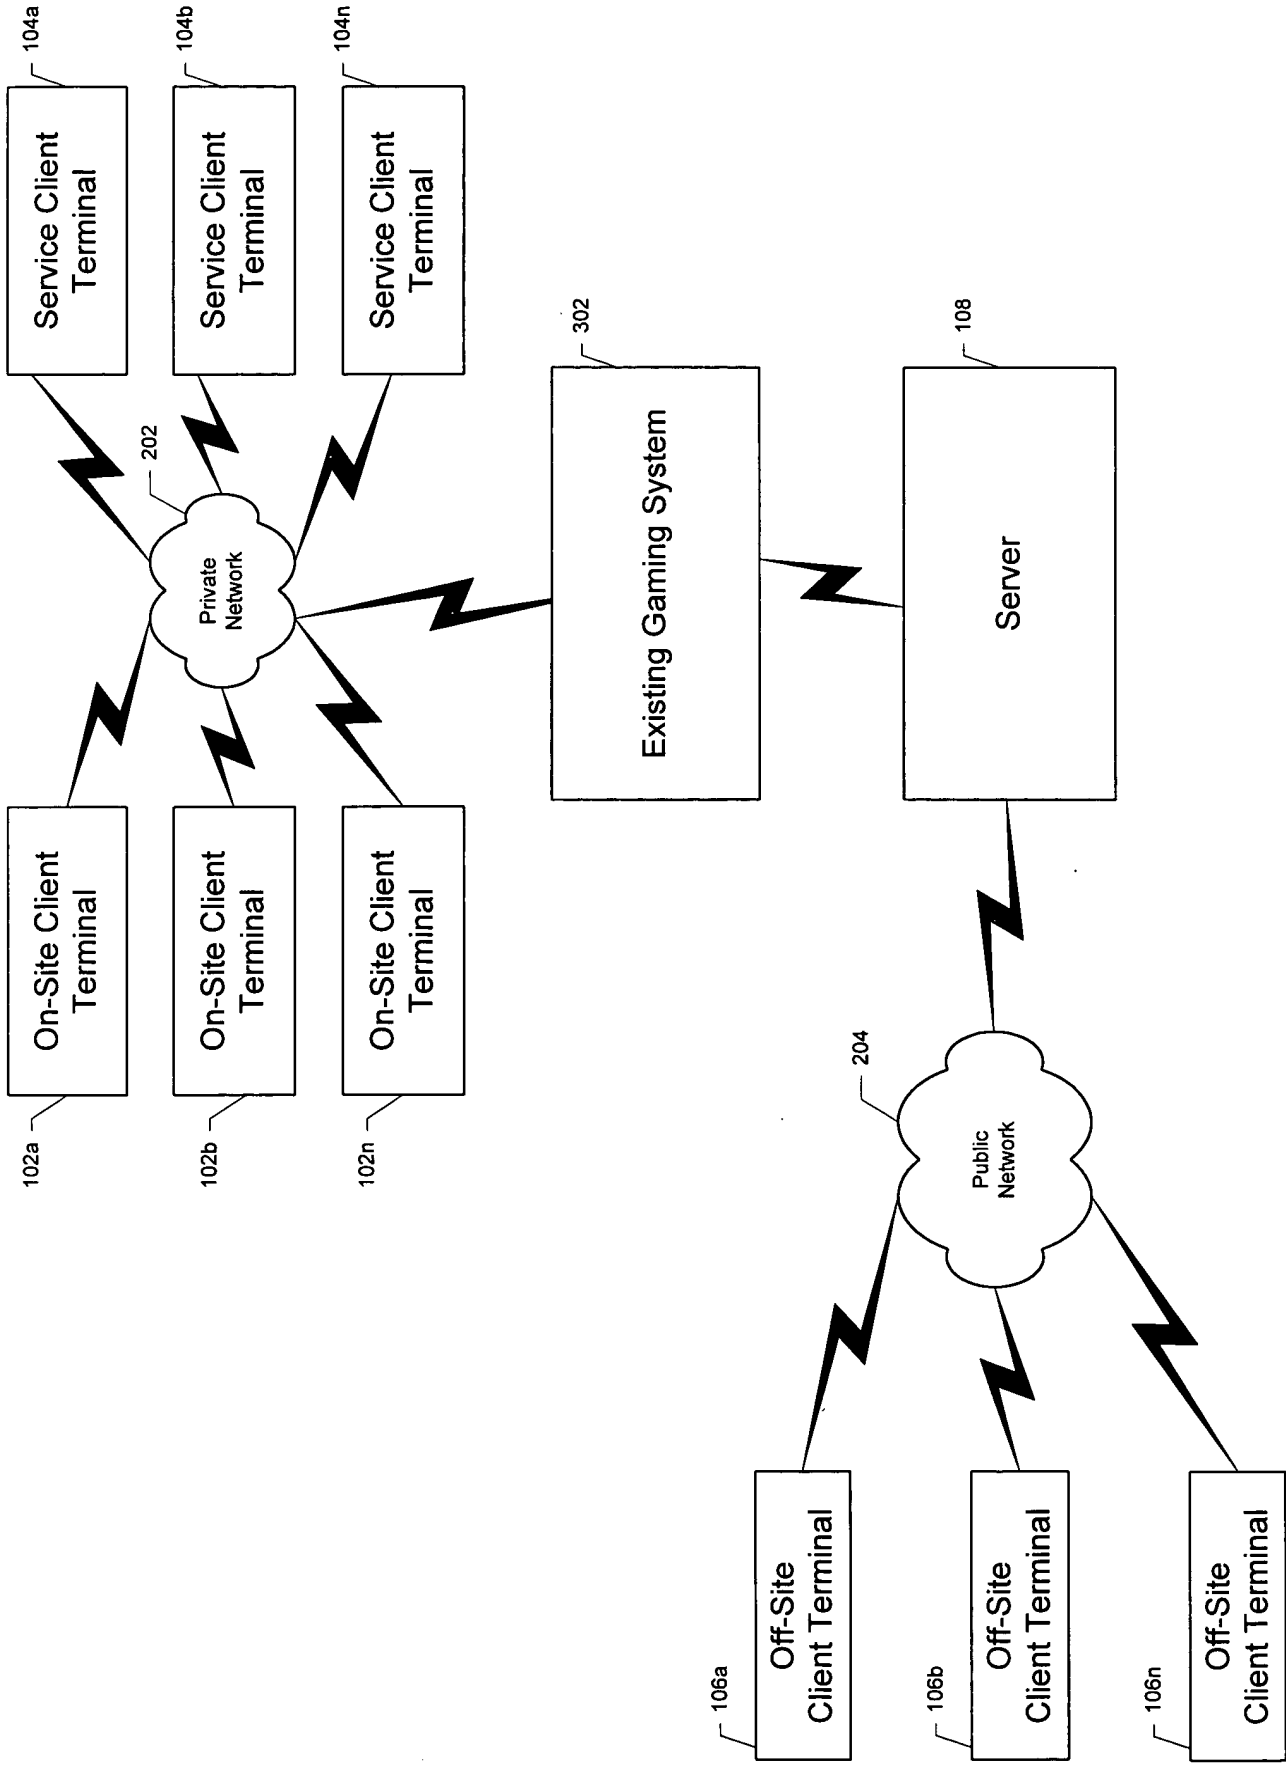 102a
On-Site Client
Terminal
102b
On-Site Client
Terminal
102n
On-Site Client
Terminal
Private
Network
202
Service Client
Terminal
104a
Service Client
Terminal
104b
Service Client
Terminal
104n
Existing Gaming System
302
Server
108
Public
Network
204
106a
Off-Site
Client Terminal
106b
Off-Site
Client Terminal
106n
Off-Site
Client Terminal